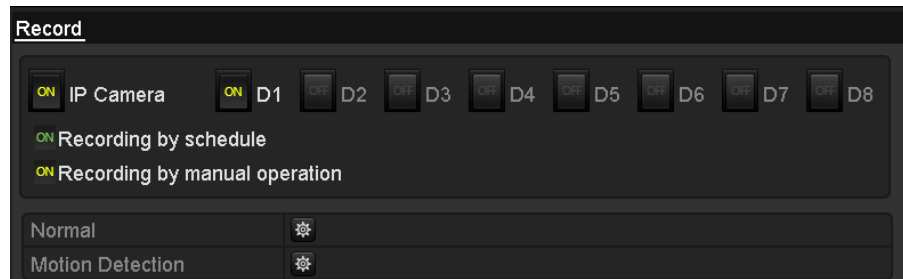 Record
ON IP Camera ON D1 OFF D2 OFF D3 OFF D4 OFF D5 OFF D6 OFF D7 OFF D8
ON Recording by schedule
ON Recording by manual operation
Normal
Motion Detection